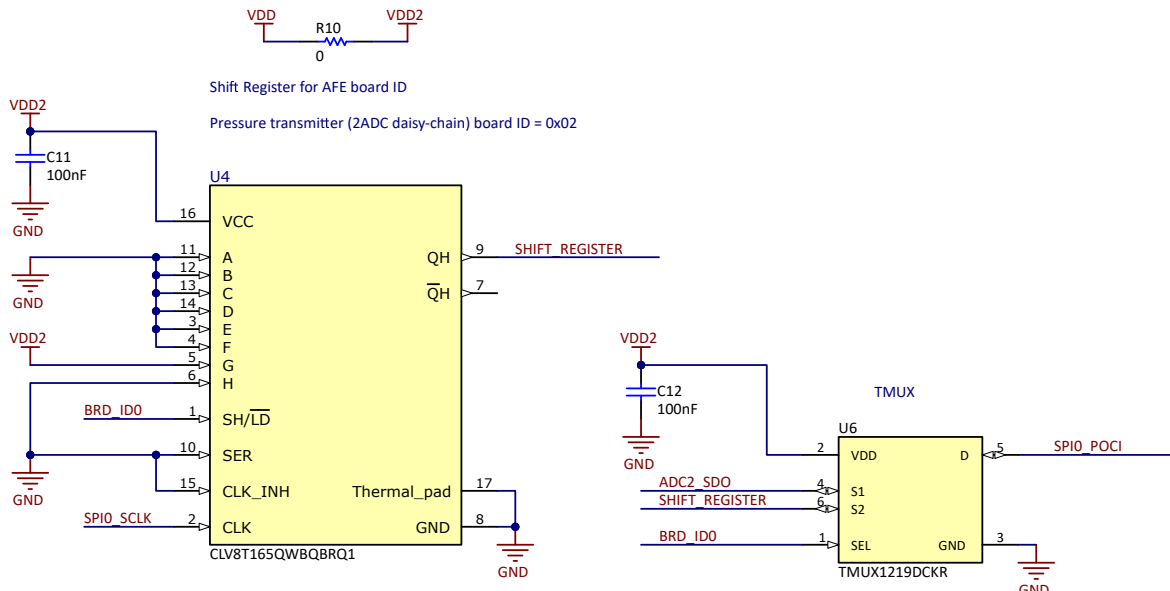 VDD
VDD2
R10
0
Shift Register for AFE board ID
Pressure transmitter (2ADC daisy-chain) board ID = 0x02
VDD2
C11
100nF
GND
U4
16 VCC
11 A
12 B
13 C
14 D
3 E
4 F
5 G
6 H
1 SH/LD
10 SER
15 CLK_INH
2 CLK
QH 9 SHIFT_REGISTER
QH 7
Thermal_pad 17
GND 8
GND
VDD2
BRD_ID0
GND
SPI0_SCLK
GND
CLV8T165QWBQBRQ1
VDD2
C12
100nF
GND
TMUX
U6
2 VDD
D 5 SPI0_POCI
ADC2_SDO 4 S1
SHIFT_REGISTER 6 S2
BRD_ID0 1 SEL
GND 3
GND
TMUX1219DCKR